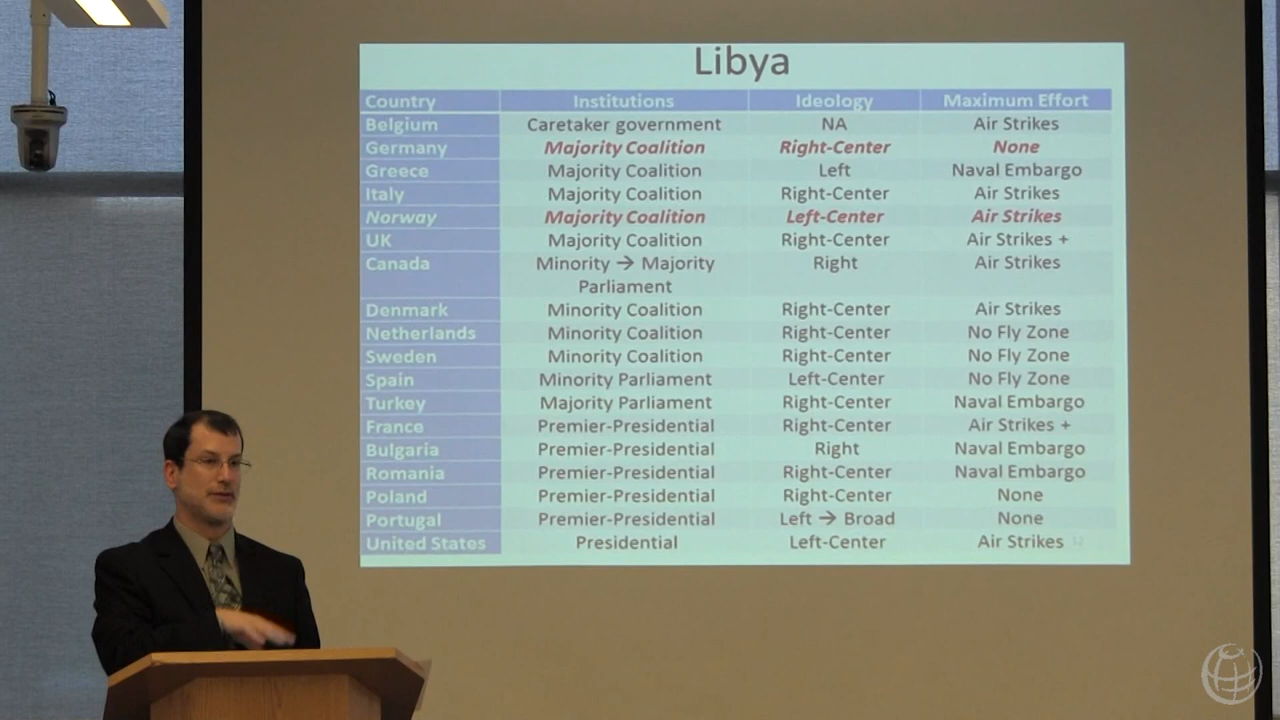 Libya
Country Institutions Ideology Maximum Effort
Belgium Caretaker government NA Air Strikes
Germany Majority Coalition Right-Center None
Greece Majority Coalition Left Naval Embargo
Italy Majority Coalition Right-Center Air Strikes
Norway Majority Coalition Left-Center Air Strikes
UK Majority Coalition Right-Center Air Strikes +
Canada Minority → Majority Right Air Strikes
Parliament
Denmark Minority Coalition Right-Center Air Strikes
Netherlands Minority Coalition Right-Center No Fly Zone
Sweden Minority Coalition Right-Center No Fly Zone
Spain Minority Parliament Left-Center No Fly Zone
Turkey Majority Parliament Right-Center Naval Embargo
France Premier-Presidential Right-Center Air Strikes +
Bulgaria Premier-Presidential Right Naval Embargo
Romania Premier-Presidential Right-Center Naval Embargo
Poland Premier-Presidential Right-Center None
Portugal Premier-Presidential Left → Broad None
United States Presidential Left-Center Air Strikes